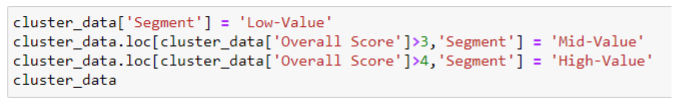 cluster_data['Segment'] = 'Low-Value'
cluster_data.loc[cluster_data['Overall Score']>3,'Segment'] = 'Mid-Value'
cluster_data.loc[cluster_data['Overall Score']>4,'Segment'] = 'High-Value'
cluster_data